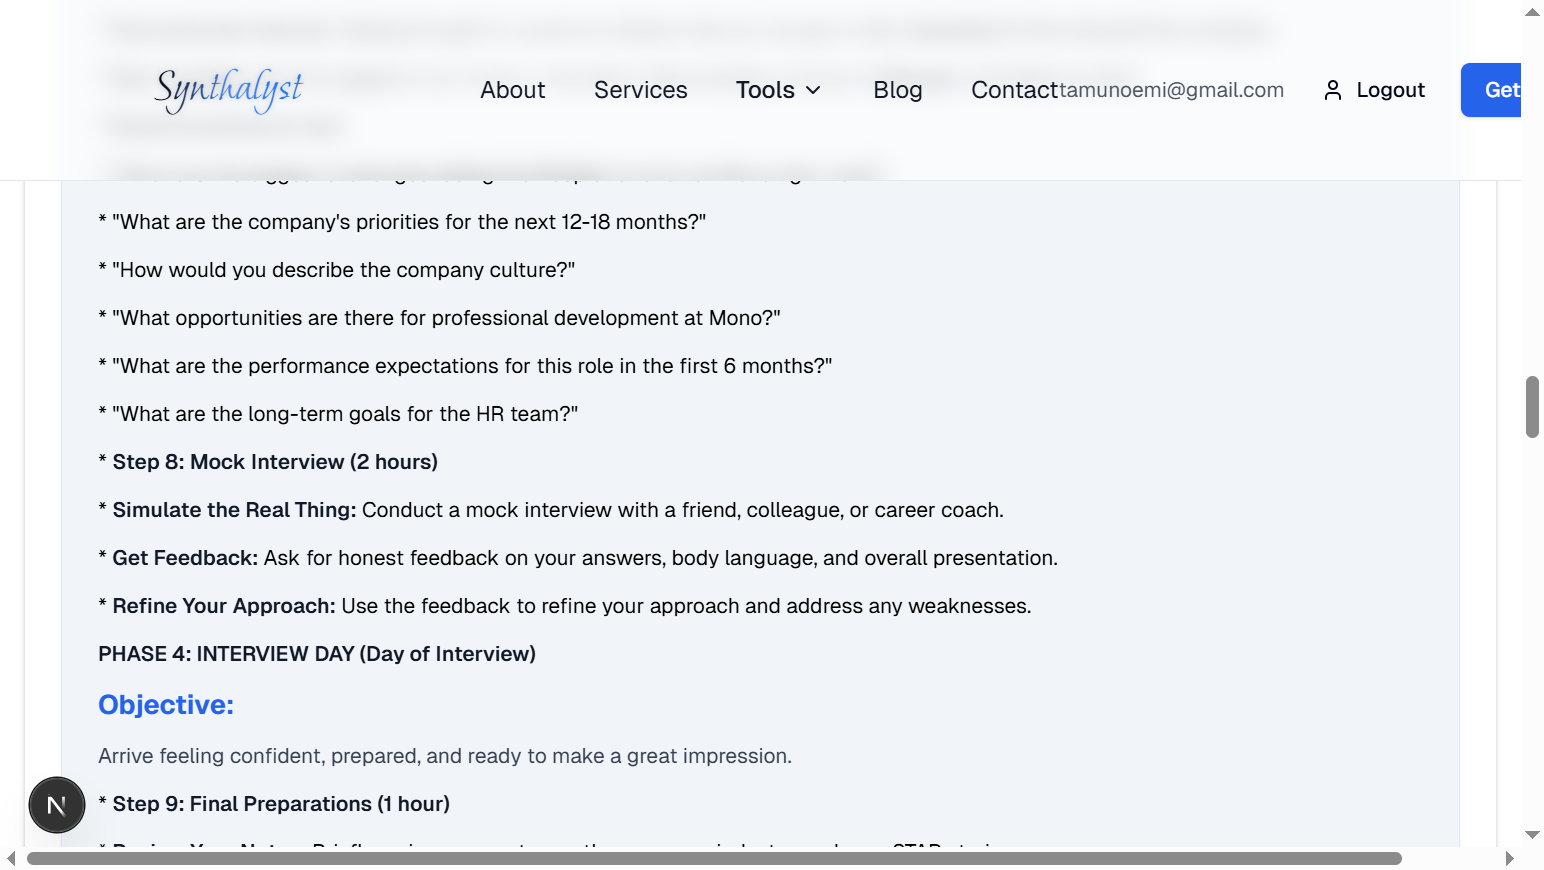 Synthalyst
About Services Tools Blog Contact tamunoemi@gmail.com Logout Get
* "What are the company's priorities for the next 12-18 months?"
* "How would you describe the company culture?"
* "What opportunities are there for professional development at Mono?"
* "What are the performance expectations for this role in the first 6 months?"
* "What are the long-term goals for the HR team?"
* Step 8: Mock Interview (2 hours)
* Simulate the Real Thing: Conduct a mock interview with a friend, colleague, or career coach.
* Get Feedback: Ask for honest feedback on your answers, body language, and overall presentation.
* Refine Your Approach: Use the feedback to refine your approach and address any weaknesses.
PHASE 4: INTERVIEW DAY (Day of Interview)
Objective:
Arrive feeling confident, prepared, and ready to make a great impression.
N
* Step 9: Final Preparations (1 hour)